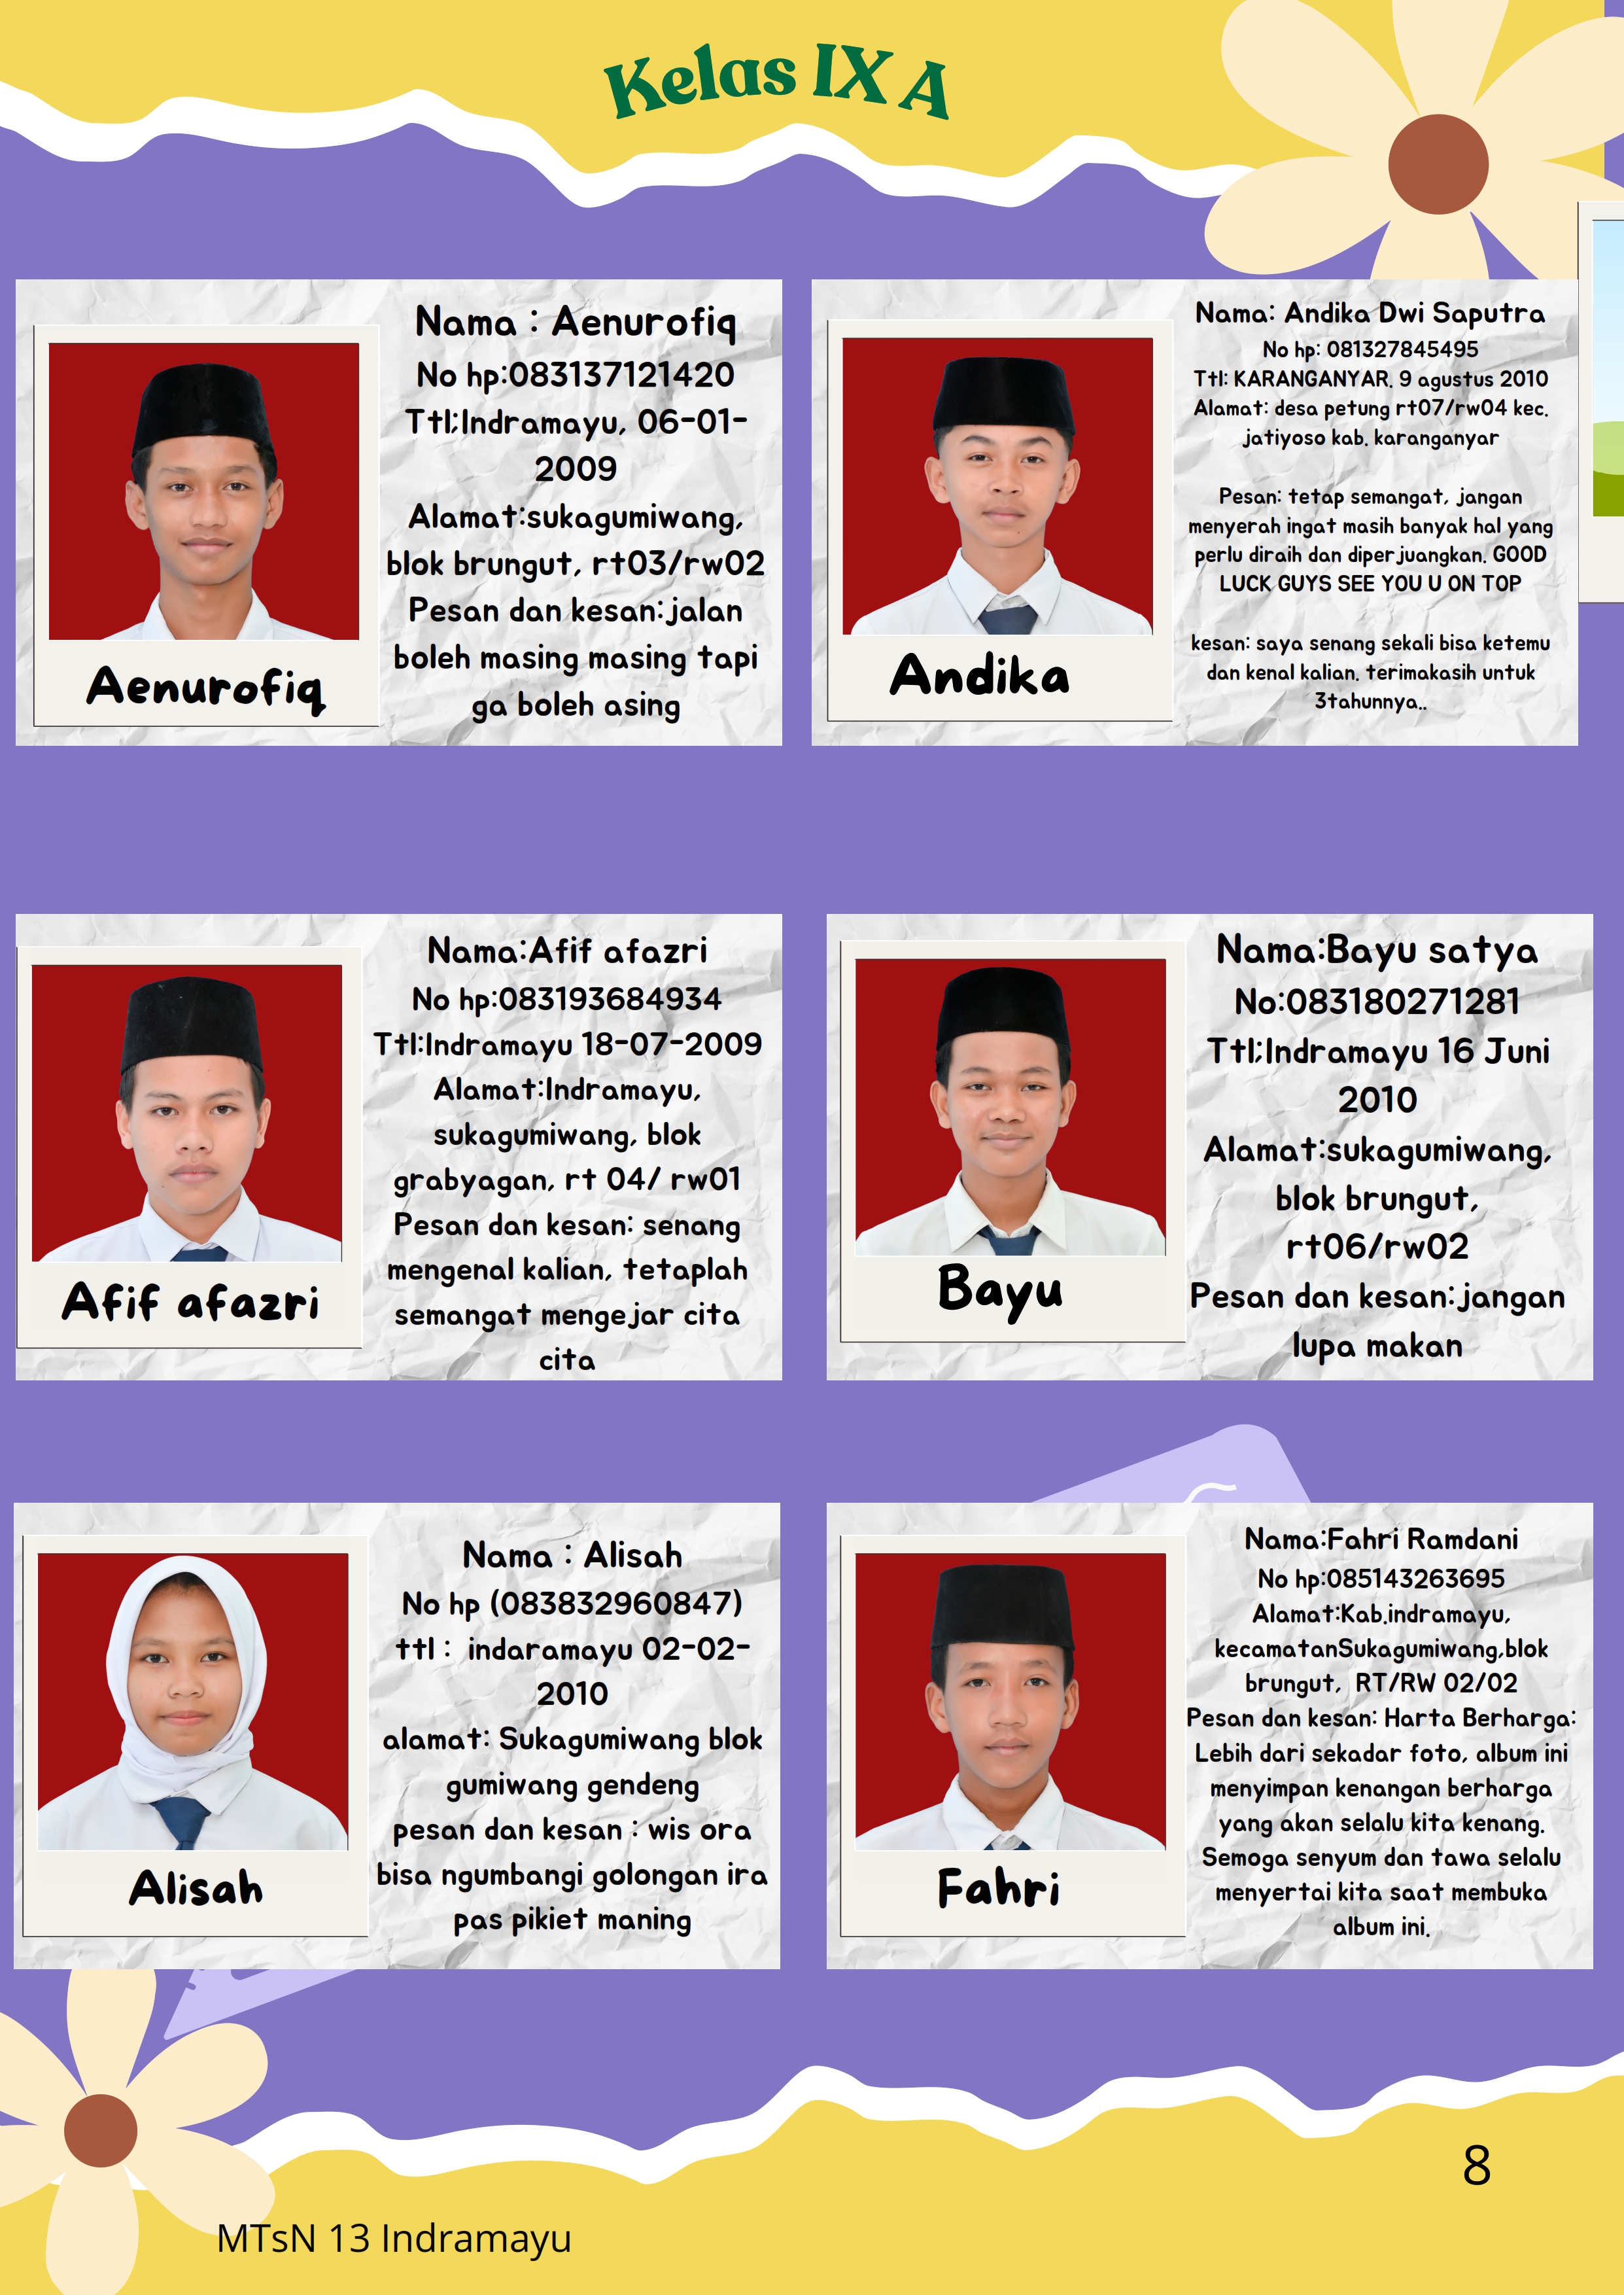 Kelas IX A
Nama : Aenurofiq
No hp:083137121420
Ttl;Indramayu, 06-01-
2009
Alamat:sukagumiwang,
blok brungut, rt03/rw02
Pesan dan kesan:jalan
boleh masing masing tapi
ga boleh asing
Aenurofiq
Nama: Andika Dwi Saputra
No hp: 081327845495
Ttl: KARANGANYAR, 9 agustus 2010
Alamat: desa petung rt07/rw04 kec.
jatiyoso kab. karanganyar
Pesan: tetap semangat, jangan
menyerah ingat masih banyak hal yang
perlu diraih dan diperjuangkan. GOOD
LUCK GUYS SEE YOU U ON TOP
kesan: saya senang sekali bisa ketemu
dan kenal kalian. terimakasih untuk
3tahunnya..
Andika
Nama:Afif afazri
No hp:083193684934
Ttl:Indramayu 18-07-2009
Alamat:Indramayu,
sukagumiwang, blok
grabyagan, rt 04/ rw01
Pesan dan kesan: senang
mengenal kalian, tetaplah
semangat mengejar cita
cita
Afif afazri
Nama:Bayu satya
No:083180271281
Ttl;Indramayu 16 Juni
2010
Alamat:sukagumiwang,
blok brungut,
rt06/rw02
Pesan dan kesan:jangan
lupa makan
Bayu
Nama : Alisah
No hp (083832960847)
ttl :  indaramayu 02-02-
2010
alamat: Sukagumiwang blok
gumiwang gendeng
pesan dan kesan : wis ora
bisa ngumbangi golongan ira
pas pikiet maning
Alisah
Nama:Fahri Ramdani
No hp:085143263695
Alamat:Kab.indramayu,
kecamatanSukagumiwang,blok
brungut,  RT/RW 02/02
Pesan dan kesan: Harta Berharga:
Lebih dari sekadar foto, album ini
menyimpan kenangan berharga
yang akan selalu kita kenang.
Semoga senyum dan tawa selalu
menyertai kita saat membuka
album ini.
Fahri
8
MTsN 13 Indramayu